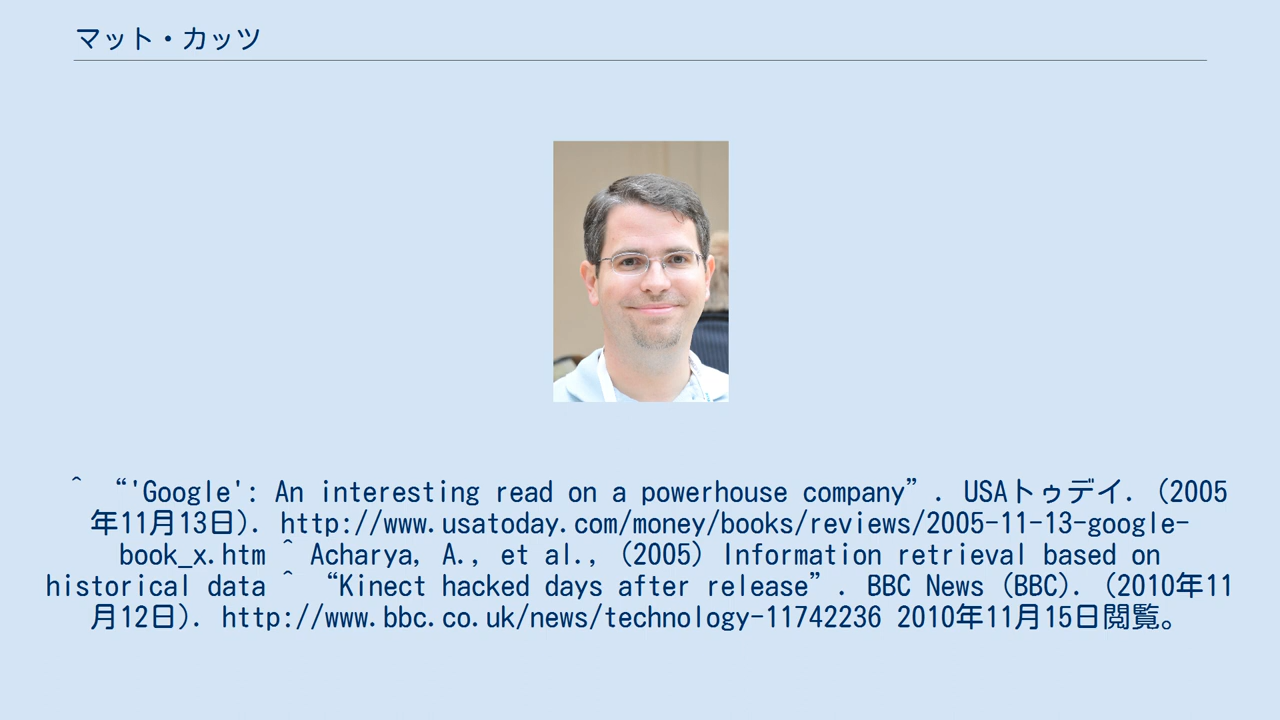 マット・カッツ
^ “'Google': An interesting read on a powerhouse company”. USAトゥデイ. (2005
年11月13日). http://www.usatoday.com/money/books/reviews/2005-11-13-google-
book_x.htm ^ Acharya, A., et al., (2005) Information retrieval based on
historical data ^ “Kinect hacked days after release”. BBC News (BBC). (2010年11
月12日). http://www.bbc.co.uk/news/technology-11742236 2010年11月15日閲覧。